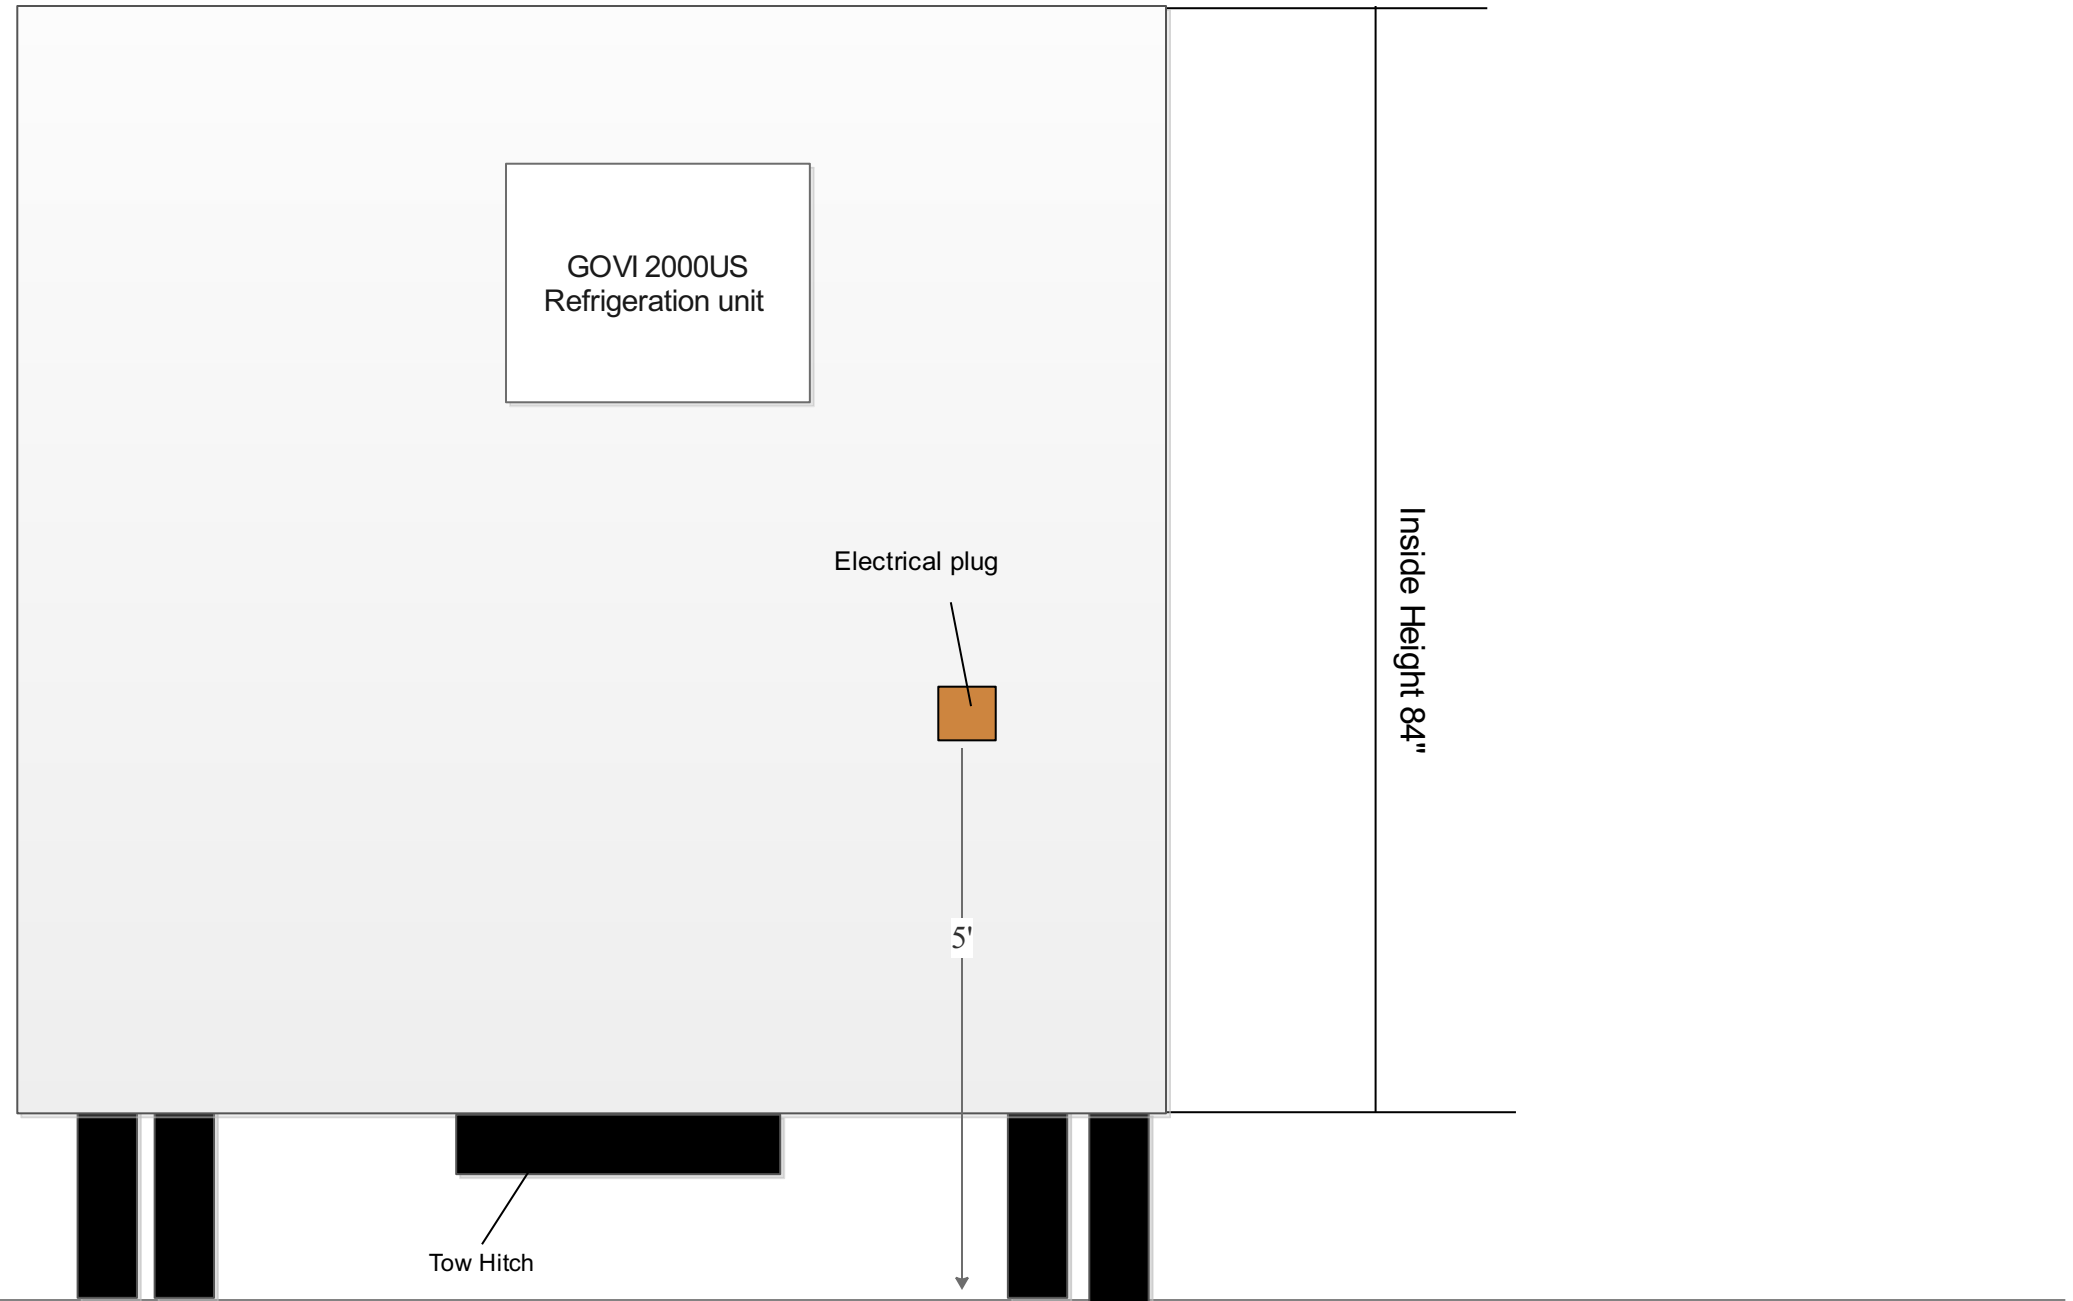 GOVI 2000US
Refrigeration unit
Electrical plug
Inside Height 84"
5'
Tow Hitch